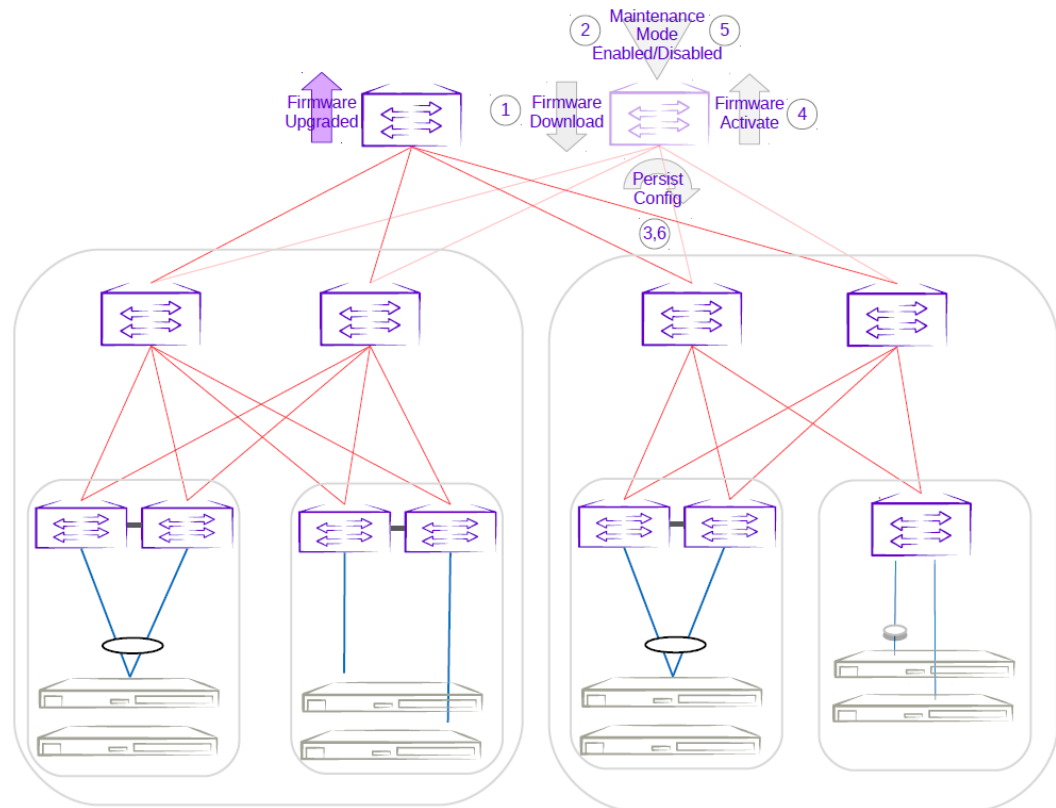 2
Maintenance
Mode
Enabled/Disabled
5
Firmware
Upgraded
1
Firmware
Download
Firmware
Activate
4
Persist
Config
3,6